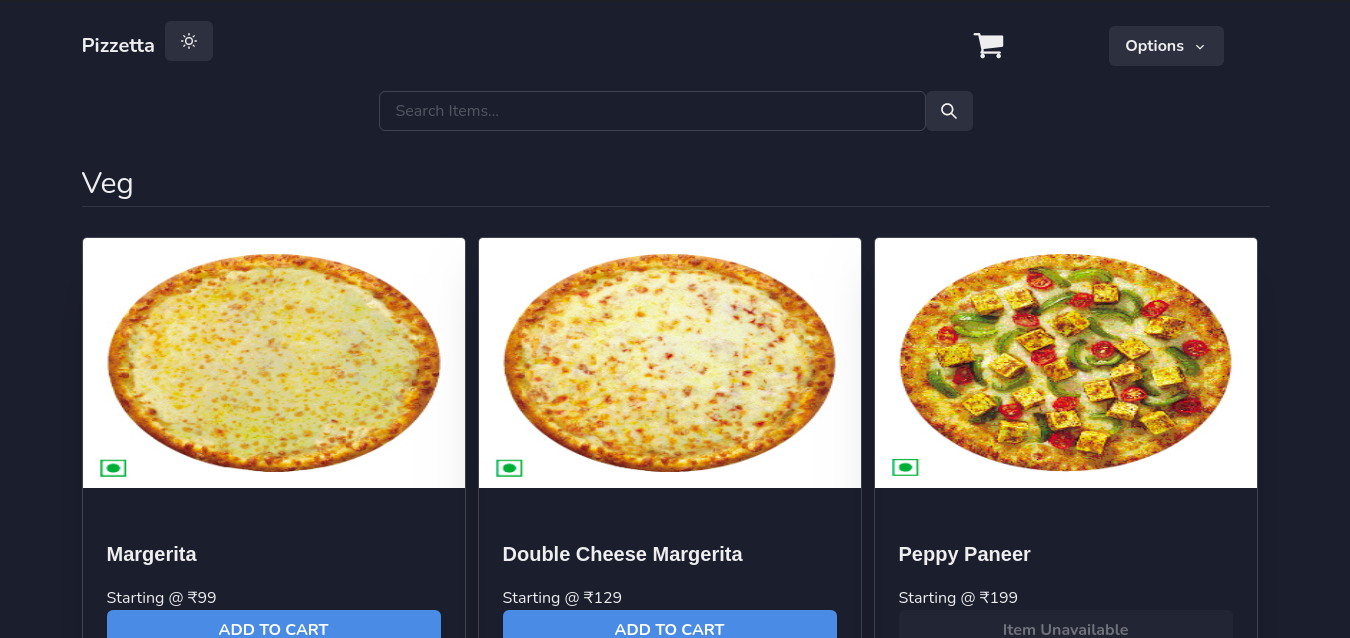 Pizzetta
Options
Search Items...
Veg
Margerita
Double Cheese Margerita
Peppy Paneer
Starting @ ₹99
Starting @ ₹129
Starting @ ₹199
ADD TO CART
ADD TO CART
Item Unavailable